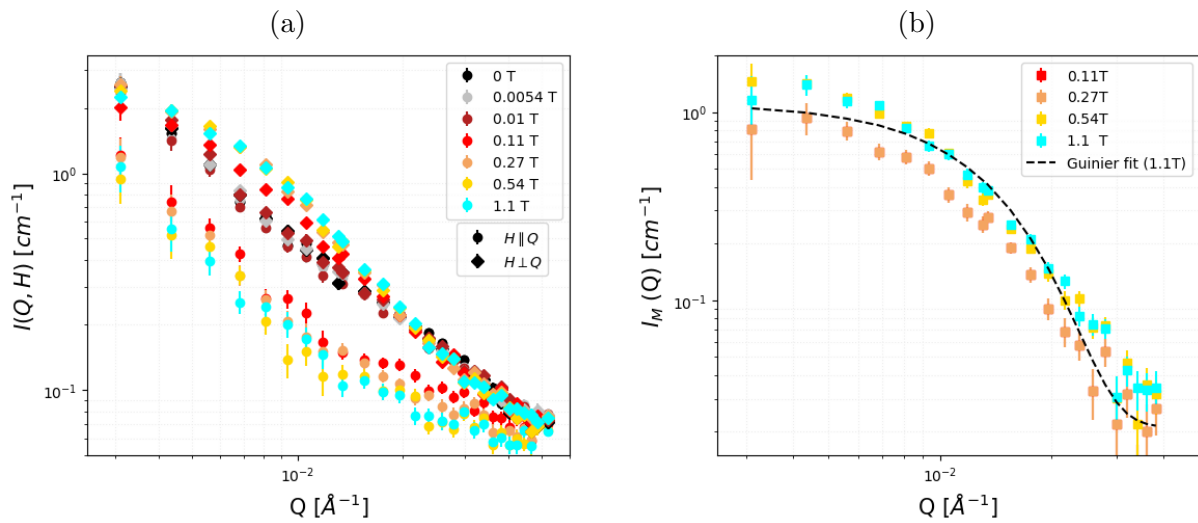 (a)
I(Q, H) [cm⁻¹]
10⁰
10⁻¹
0 T
0.0054 T
0.01 T
0.11 T
0.27 T
0.54 T
1.1 T
H ∥ Q
H ⊥ Q
10⁻²
Q [Å⁻¹]
(b)
I_M (Q) [cm⁻¹]
10⁰
10⁻¹
0.11T
0.27T
0.54T
1.1 T
Guinier fit (1.1T)
10⁻²
Q [Å⁻¹]